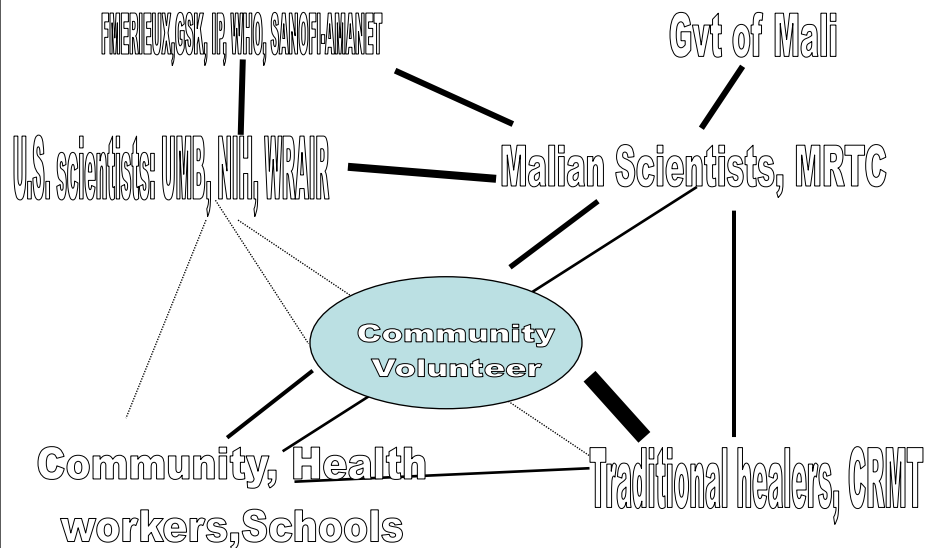 FMERIEUX,GSK, IP, WHO, SANOFI-AMANET
Gvt of Mali
U.S. scientists: UMB, NIH, WRAIR
Malian Scientists, MRTC
Community
Volunteer
Community, Health
workers,Schools
Traditional healers, CRMT